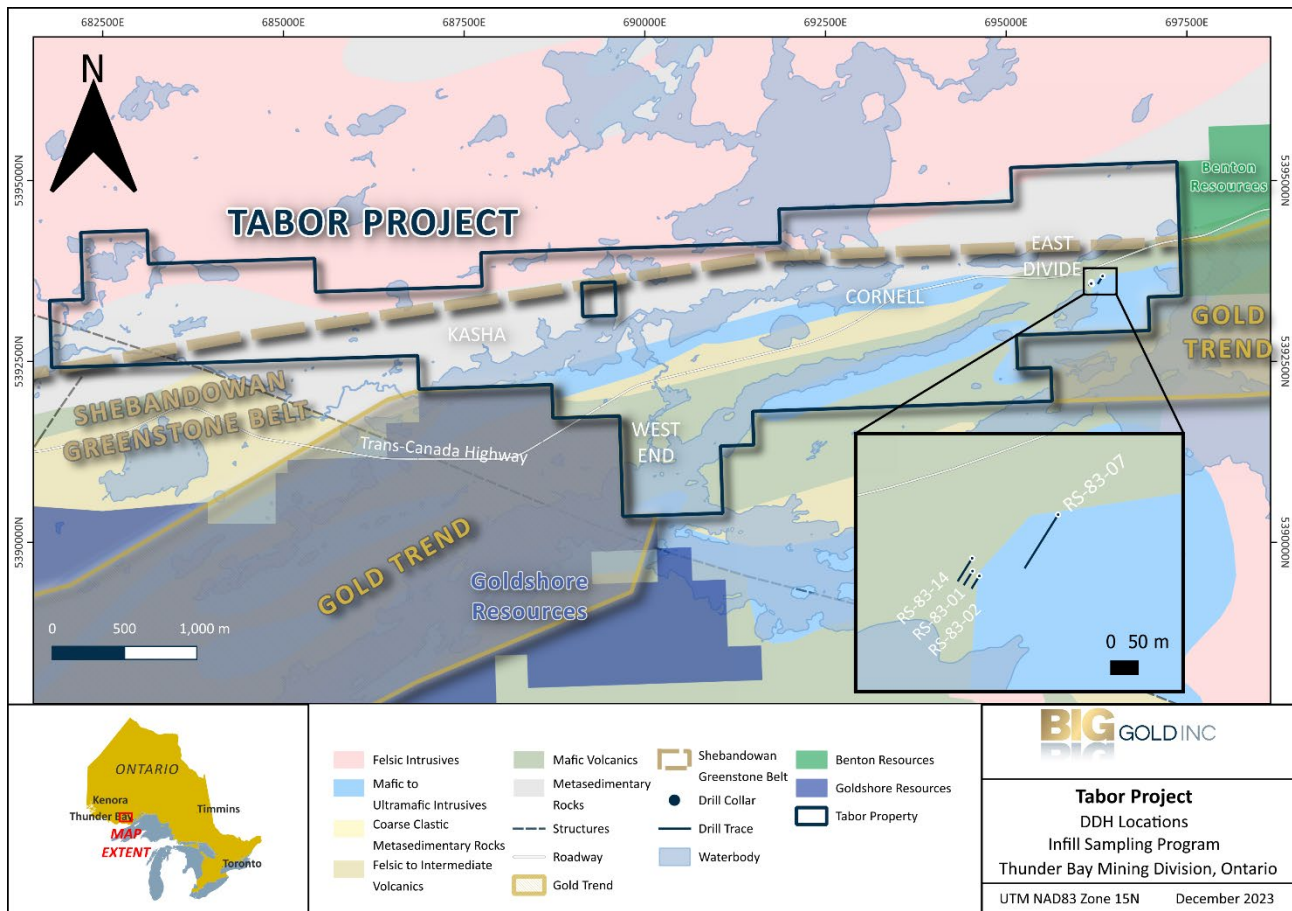 682500E
685000E
687500E
690000E
692500E
695000E
697500E
5395000N
5392500N
5390000N
5395000N
5392500N
5390000N
N
TABOR PROJECT
Benton
Resources
EAST
DIVIDE
CORNELL
KASHA
GOLD
TREND
SHEBANDOWAN
GREENSTONE BELT
Trans-Canada Highway
WEST
END
GOLD TREND
Goldshore
Resources
RS-83-07
RS-83-14
RS-83-01
RS-83-02
0 50 m
0 500 1,000 m
ONTARIO
Kenora
Timmins
Thunder Bay
MAP
EXTENT
Toronto
Felsic Intrusives
Mafic to
Ultramafic Intrusives
Coarse Clastic
Metasedimentary Rocks
Felsic to Intermediate
Volcanics
Mafic Volcanics
Metasedimentary
Rocks
Structures
Roadway
Gold Trend
Shebandowan
Greenstone Belt
Drill Collar
Drill Trace
Waterbody
Benton Resources
Goldshore Resources
Tabor Property
BIG GOLD INC
Tabor Project
DDH Locations
Infill Sampling Program
Thunder Bay Mining Division, Ontario
UTM NAD83 Zone 15N December 2023